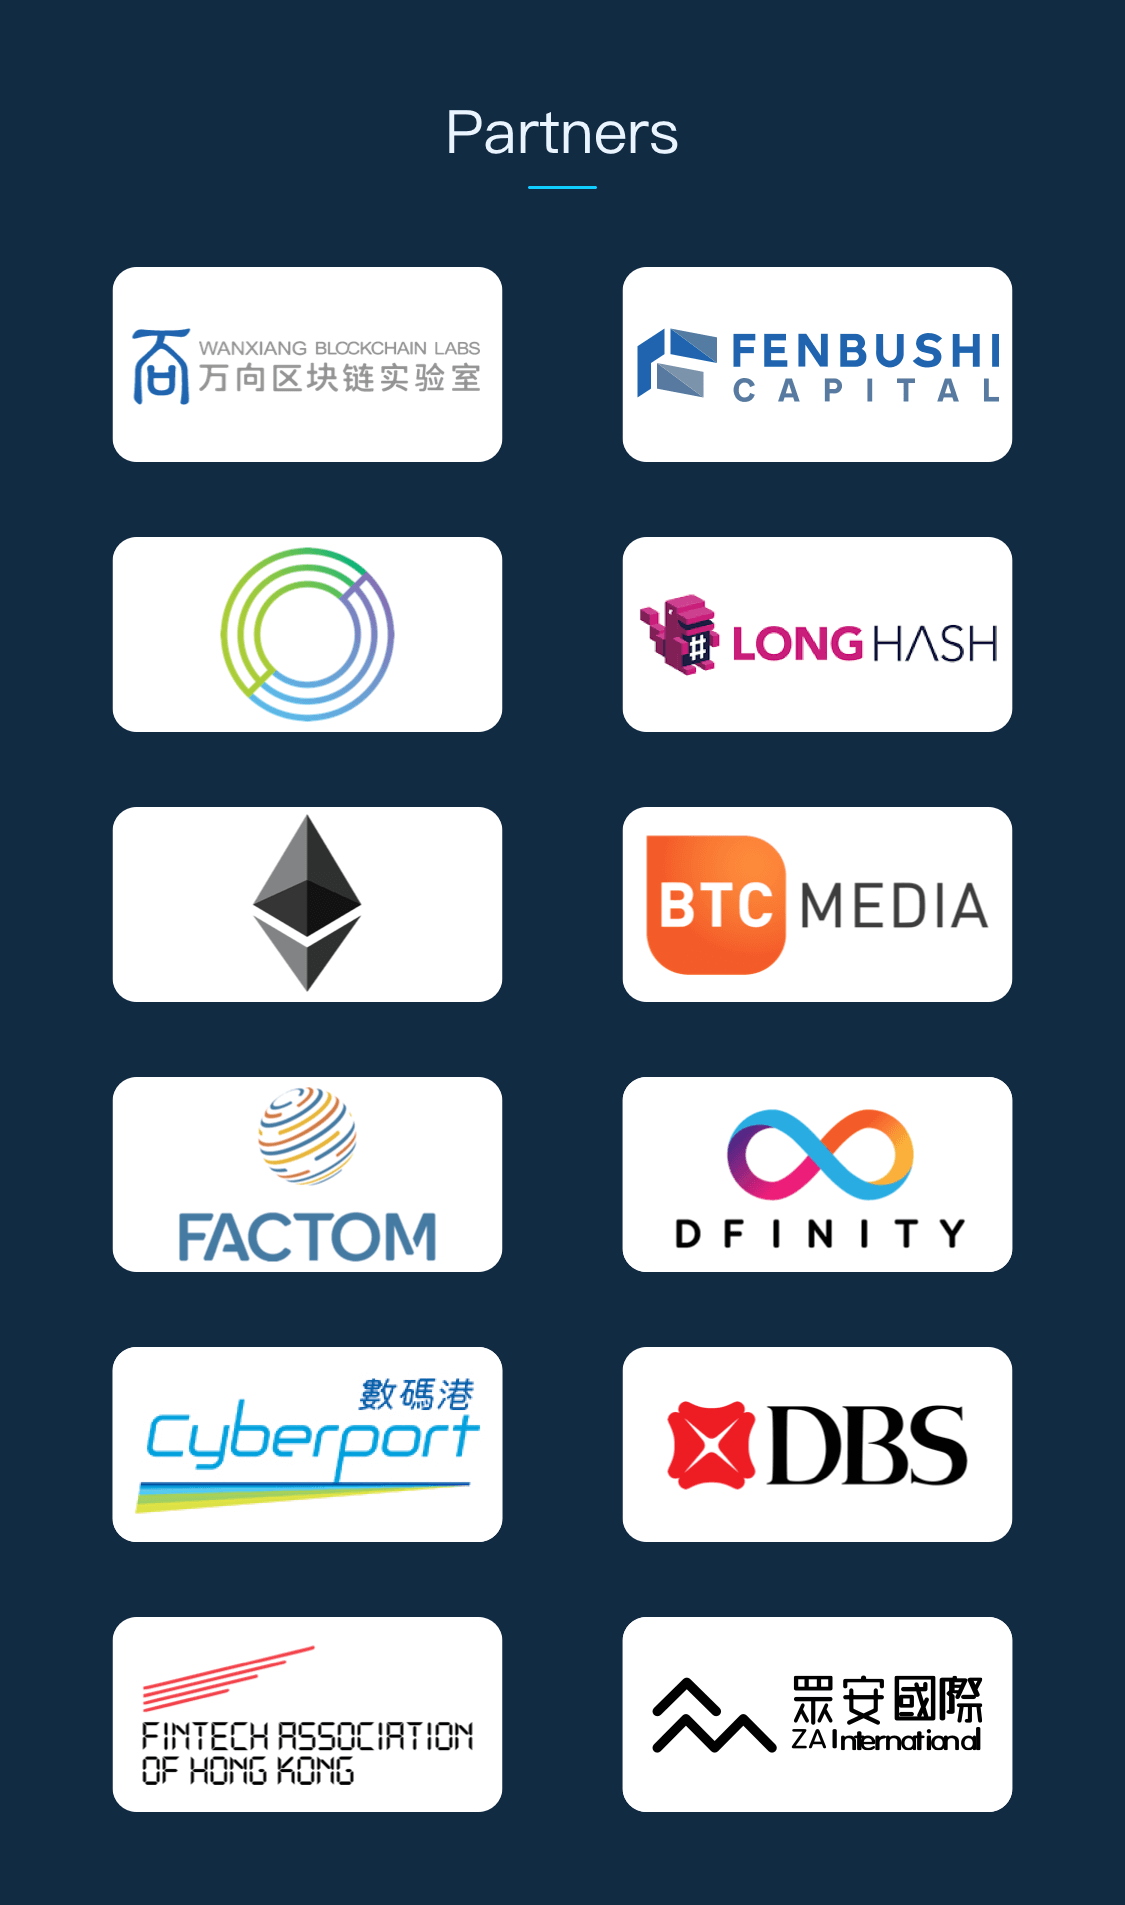 Partners
WANXIANG BLOCKCHAIN LABS
万向区块链实验室
FENBUSHI
CAPITAL
#
LONGHASH
BTC MEDIA
FACTOM
DFINITY
數碼港
Cyberport
DBS
FINTECH ASSOCIATION
OF HONG KONG
眾安國際
ZA International